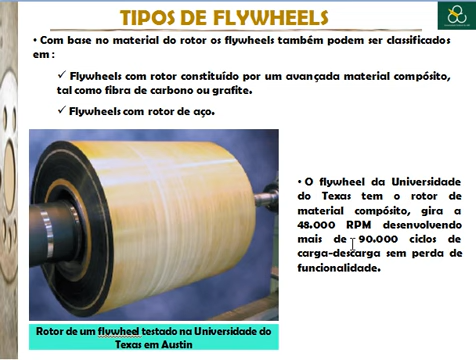 TIPOS DE FLYWHEELS
• Com base no material do rotor os flywheels também podem ser classificados
em :
✓ Flywheels com rotor constituído por um avançada material compósito,
tal como fibra de carbono ou grafite.
✓ Flywheels com rotor de aço.
• O flywheel da Universidade
do Texas tem o rotor de
material compósito, gira a
48.000 RPM desenvolvendo
mais de 90.000 ciclos de
carga-descarga sem perda de
funcionalidade.
Rotor de um flywheel testado na Universidade do
Texas em Austin